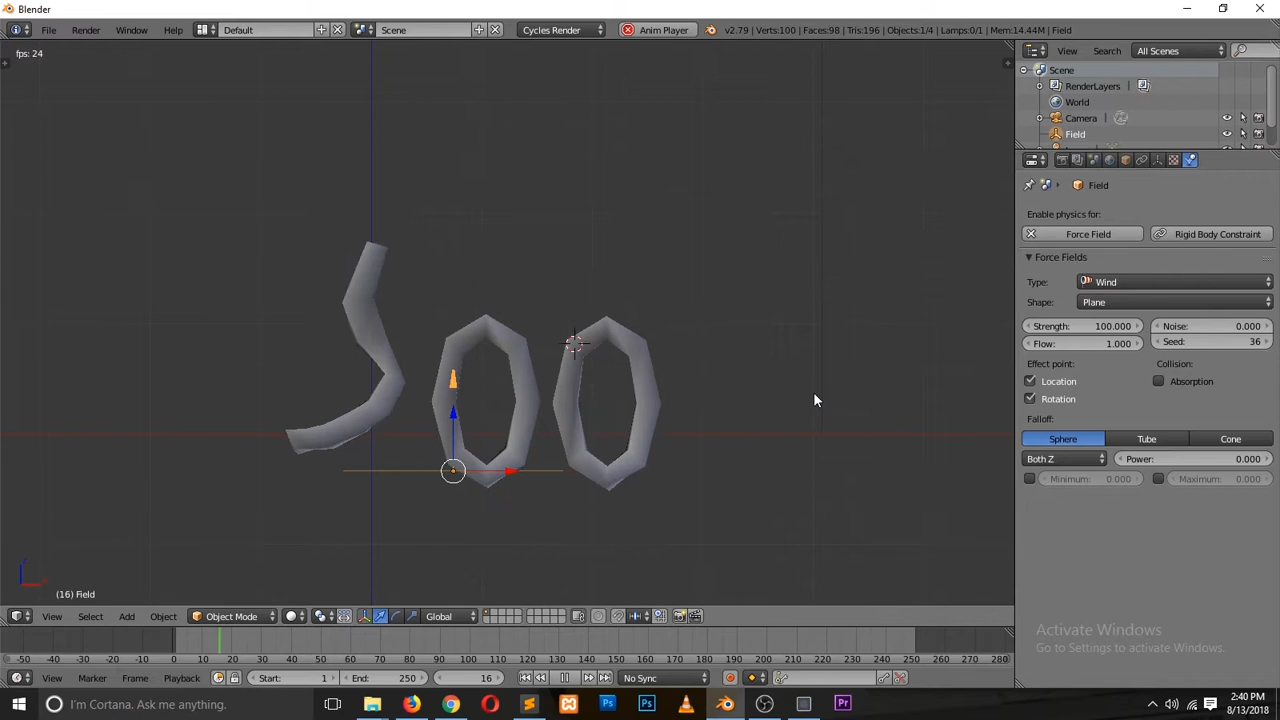 Blender
File Render Window Help Default Scene Cycles Render Anim Player v2.79 | Verts:100 | Faces:98 | Tris:196 | Objects:1/4 | Lamps:0/1 | Mem:14.44M | Field
fps: 24
View Search All Scenes
Scene
RenderLayers
World
Camera
Field
Field
Enable physics for:
Force Field Rigid Body Constraint
Force Fields
Type: Wind
Shape: Plane
Strength: 100.000 Noise: 0.000
Flow: 1.000 Seed: 36
Effect point: Collision:
Location Absorption
Rotation
Falloff:
Sphere Tube Cone
Both Z Power: 0.000
Minimum: 0.000 Maximum: 0.000
(16) Field
View Select Add Object Object Mode Global
Activate Windows
Go to Settings to activate Windows.
-50 -40 -30 -20 -10 0 10 20 30 40 50 60 70 80 90 100 110 120 130 140 150 160 170 180 190 200 210 220 230 240 250 260 270 280
View Marker Frame Playback Start: 1 End: 250 16 No Sync
I'm Cortana. Ask me anything. 2:40 PM
8/13/2018